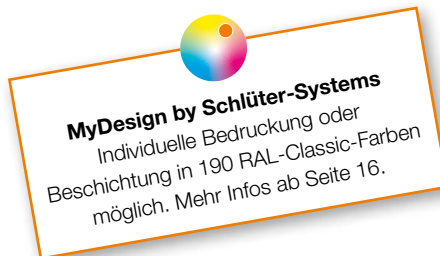 MyDesign by Schlüter-Systems
Individuelle Bedruckung oder
Beschichtung in 190 RAL-Classic-Farben
möglich. Mehr Infos ab Seite 16.